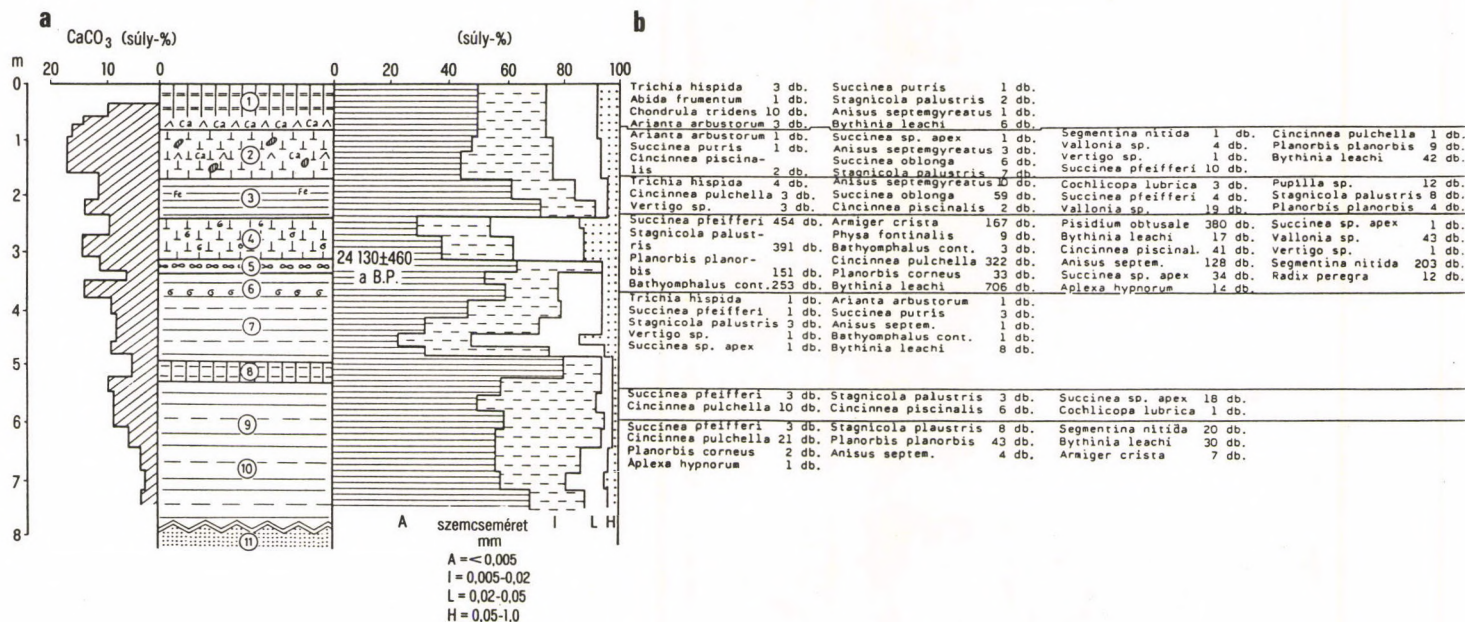 a
b
CaCO₃ (súly-%)
(súly-%)
m
20 10 0
0 20 40 60 80 100
0
1
2
3
4
5
6
7
8
1
^ Ca ^ ^ Ca ^ ^ Ca ^
2
^ Ca ^ ^ Ca ^
Fe Fe
3
4
5
6
7
8
9
10
11
24 130±460
a B.P.
A I L H
szemcseméret
mm
A = < 0,005
I = 0,005-0,02
L = 0,02-0,05
H = 0,05-1,0
Trichia hispida 3 db. Succinea putris 1 db.
Abida frumentum 1 db. Stagnicola palustris 2 db.
Chondrula tridens 10 db. Anisus septemgyreatus 1 db.
Arianta arbustorum 3 db. Bythinia leachi 6 db.
Arianta arbustorum 1 db. Succinea sp. apex 1 db. Segmentina nitida 1 db. Cincinnea pulchella 1 db.
Succinea putris 1 db. Anisus septemgyreatus 3 db. Vallonia sp. 4 db. Planorbis planorbis 9 db.
Cincinnea piscina- Succinea oblonga 6 db. Vertigo sp. 1 db. Bythinia leachi 42 db.
lis 2 db. Stagnicola palustris 7 db. Succinea pfeifferi 10 db.
Trichia hispida 4 db. Anisus septemgyreatus 10 db. Cochlicopa lubrica 3 db. Pupilla sp. 12 db.
Cincinnea pulchella 3 db. Succinea oblonga 59 db. Succinea pfeifferi 4 db. Stagnicola palustris 8 db.
Vertigo sp. 3 db. Cincinnea piscinalis 2 db. Vallonia sp. 19 db. Planorbis planorbis 4 db.
Succinea pfeifferi 454 db. Armiger crista 167 db. Pisidium obtusale 380 db. Succinea sp. apex 1 db.
Stagnicola palust- Physa fontinalis 9 db. Bythinia leachi 17 db. Vallonia sp. 43 db.
ris 391 db. Bathyomphalus cont. 3 db. Cincinnea piscinal. 41 db. Vertigo sp. 1 db.
Planorbis planor- Cincinnea pulchella 322 db. Anisus septem. 128 db. Segmentina nitida 203 db.
bis 151 db. Planorbis corneus 33 db. Succinea sp. apex 34 db. Radix peregra 12 db.
Bathyomphalus cont. 253 db. Bythinia leachi 706 db. Aplexa hypnorum 14 db.
Trichia hispida 1 db. Arianta arbustorum 1 db.
Succinea pfeifferi 1 db. Succinea putris 3 db.
Stagnicola palustris 3 db. Anisus septem. 1 db.
Vertigo sp. 1 db. Bathyomphalus cont. 1 db.
Succinea sp. apex 1 db. Bythinia leachi 8 db.
Succinea pfeifferi 3 db. Stagnicola palustris 3 db. Succinea sp. apex 18 db.
Cincinnea pulchella 10 db. Cincinnea piscinalis 6 db. Cochlicopa lubrica 1 db.
Succinea pfeifferi 3 db. Stagnicola plaustris 8 db. Segmentina nitida 20 db.
Cincinnea pulchella 21 db. Planorbis planorbis 43 db. Bythinia leachi 30 db.
Planorbis corneus 2 db. Anisus septem. 4 db. Armiger crista 7 db.
Aplexa hypnorum 1 db.